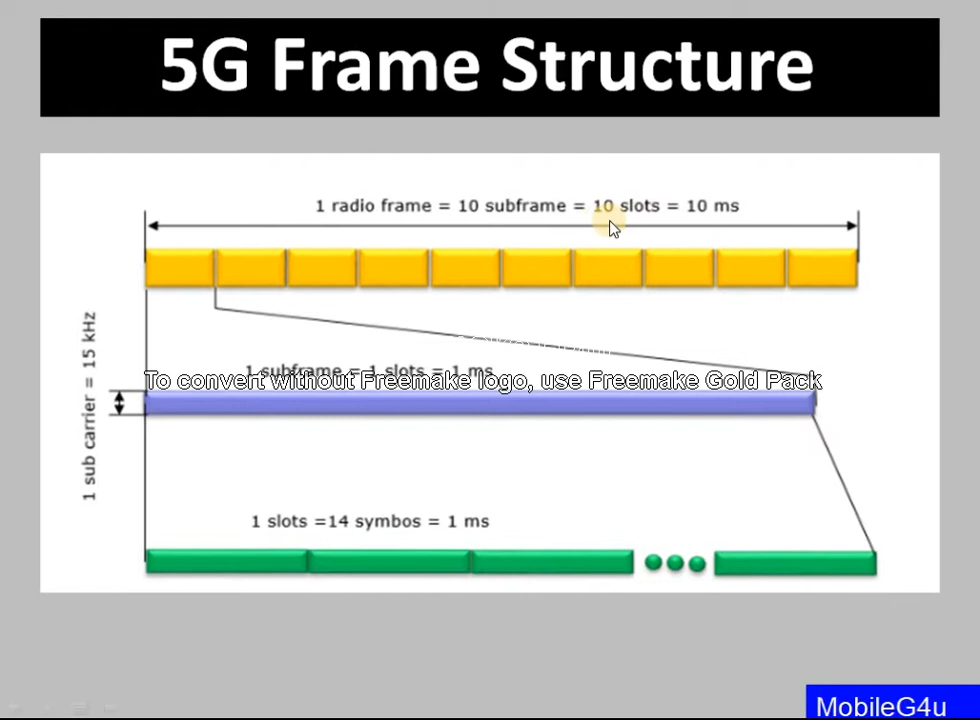 5G Frame Structure
1 radio frame = 10 subframe = 10 slots = 10 ms
1 sub carrier = 15 kHz
1 subframe = 1 slots = 1 ms
To convert without Freemake logo, use Freemake Gold Pack
1 slots =14 symbos = 1 ms
MobileG4u